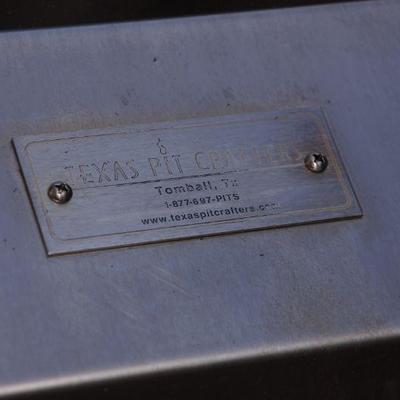 TEXAS PIT CRAFTERS
Tomball, Tx
1-877-697-PITS
www.texaspitcrafters.com